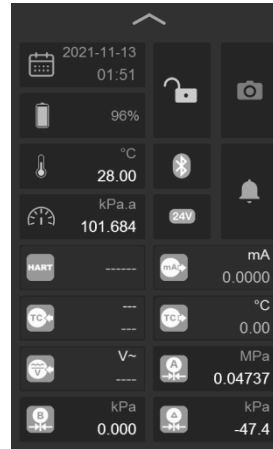 2021-11-13
01:51
96%
°C
28.00
kPa.a
101.684
24V
HART
------
mA
mA
0.0000
TC
---
---
TC
°C
0.00
V
V~
----
A
MPa
0.04737
B
kPa
0.000
Δ
kPa
-47.4